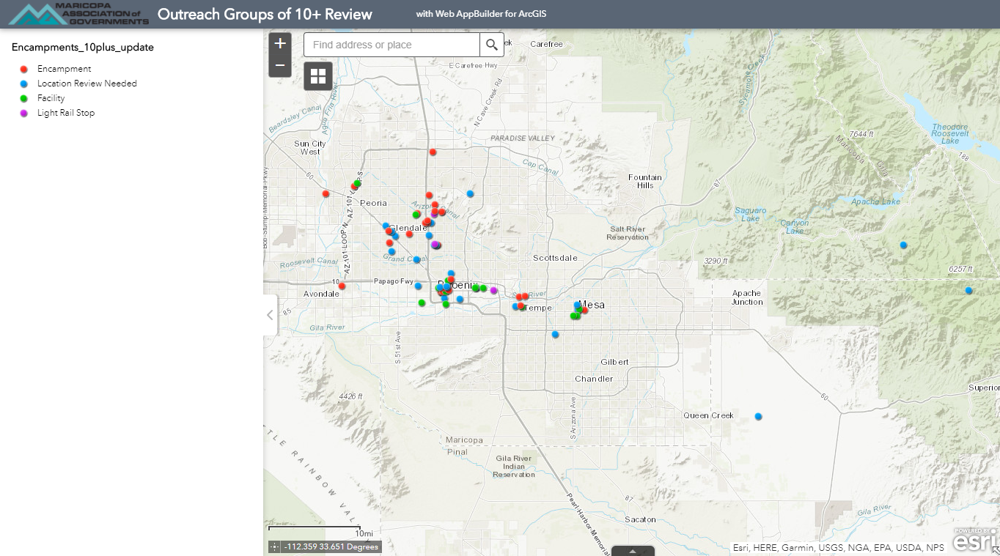 MARICOPA
ASSOCIATION of
GOVERNMENTS
Outreach Groups of 10+ Review
with Web AppBuilder for ArcGIS
Encampments_10plus_update
Encampment
Location Review Needed
Facility
Light Rail Stop
+
−
Find address or place
ek
Carefree
E Carefree Hwy
N Cave Creek Rd
Sycamore Creek
Beardsley Canal
Agua Fria River
Sun City
West
PARADISE VALLEY
7644 ft
Theodore
Roosevelt
Lake
188
Maricopa
Gila
Cap Canal
60
Fountain
Hills
87
Peoria
AZ-101-LOOP S
Arizona Canal
Apache Lake
Saguaro
Lake
Canyon
Lake
Glendale
AZ-101-LOOP N
Salt River
Reservation
Roosevelt Canal
Grand Canal
Scottsdale
3290 ft
6257 ft
10
Papago Fwy
Phoenix
Avondale
River
Tempe
Mesa
Apache
Junction
85
Gila River
S 51st Ave
Gilbert
Chandler
Superior
4426 ft
60
S Arizona Ave
Queen Creek
Maricopa
Pinal
Gila River
Indian
Reservation
TLE RAINBOW VAL
87
Pearl-Harbor-Memorial
Gila River
Sacaton
10mi
-112.359 33.651 Degrees
POWERED BY
esri
Esri, HERE, Garmin, USGS, NGA, EPA, USDA, NPS